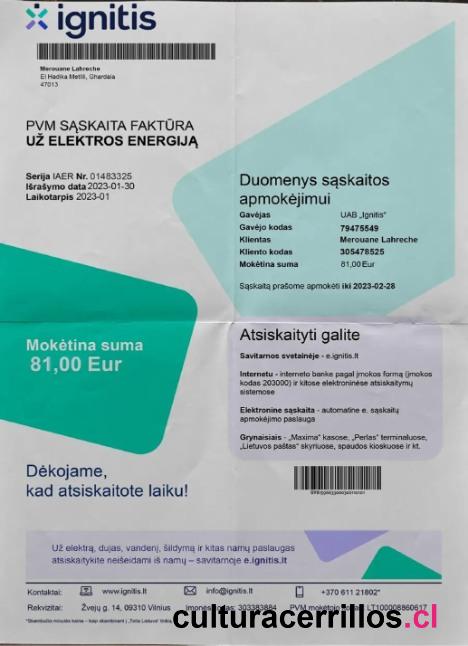 ignitis
Merouane Lahreche
El Hadika Metlili, Ghardaia
47013
PVM SĄSKAITA FAKTŪRA
UŽ ELEKTROS ENERGIJĄ
Serija IAER Nr. 01483325
Išrašymo data 2023-01-30
Laikotarpis 2023-01
Duomenys sąskaitos
apmokėjimui
Gavėjas UAB „Ignitis"
Gavėjo kodas 79475549
Klientas Merouane Lahreche
Kliento kodas 305478525
Mokėtina suma 81,00 Eur
Sąskaitą prašome apmokėti iki 2023-02-28
Mokėtina suma
81,00 Eur
Atsiskaityti galite
Savitarnos svetainėje - e.ignitis.lt
Internetu - interneto banke pagal įmokos formą (įmokos
kodas 203000) ir kitose elektroninėse atsiskaitymų
sistemose
Elektroninė sąskaita - automatinė e. sąskaitų
apmokėjimo paslauga
Grynaisiais - „Maxima" kasose, „Perlas" terminaluose,
„Lietuvos paštas" skyriuose, spaudos kioskuose ir kt.
Dėkojame,
kad atsiskaitote laiku!
Už elektrą, dujas, vandenį, šildymą ir kitas namų paslaugas
atsiskaitykite neišeidami iš namų – savitarnoje e.ignitis.lt
Kontaktai: www.ignitis.lt info@ignitis.lt +370 611 21802*
Rekvizitai: Žvejų g. 14, 09310 Vilnius 303383884 PVM LT100008860617
culturacerrillos.cl